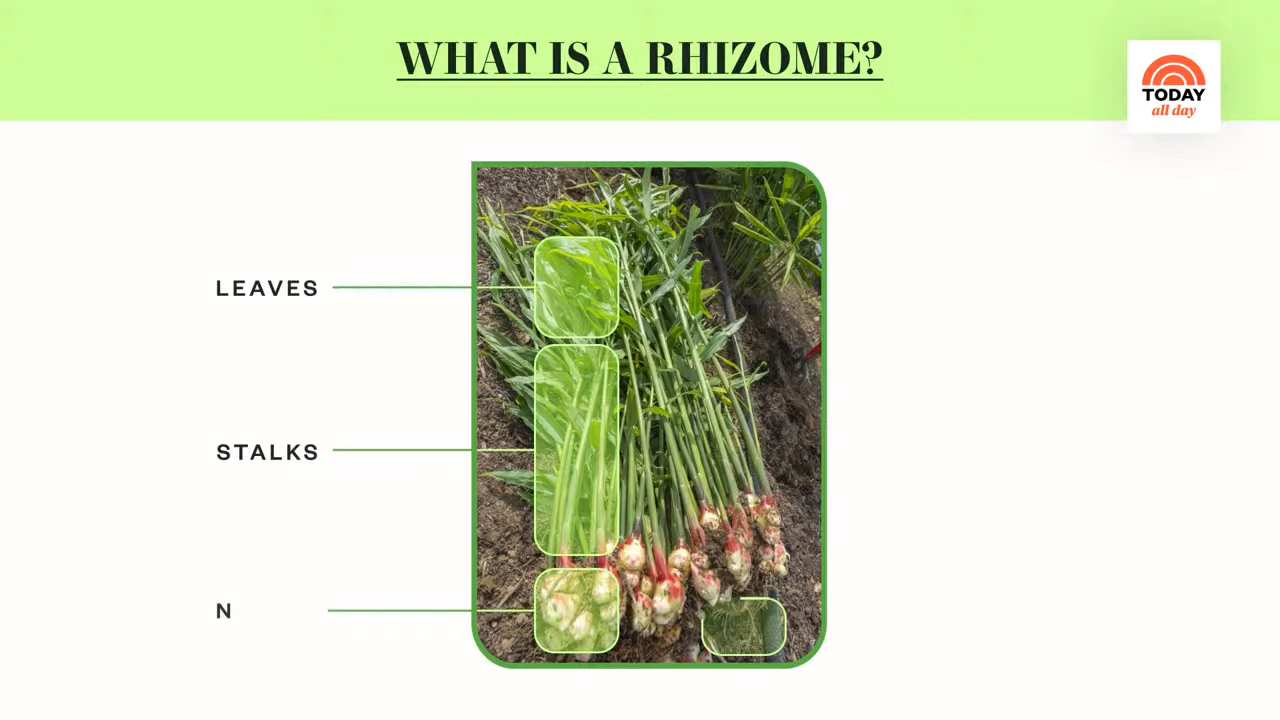 WHAT IS A RHIZOME?
TODAY
all day
LEAVES
STALKS
N